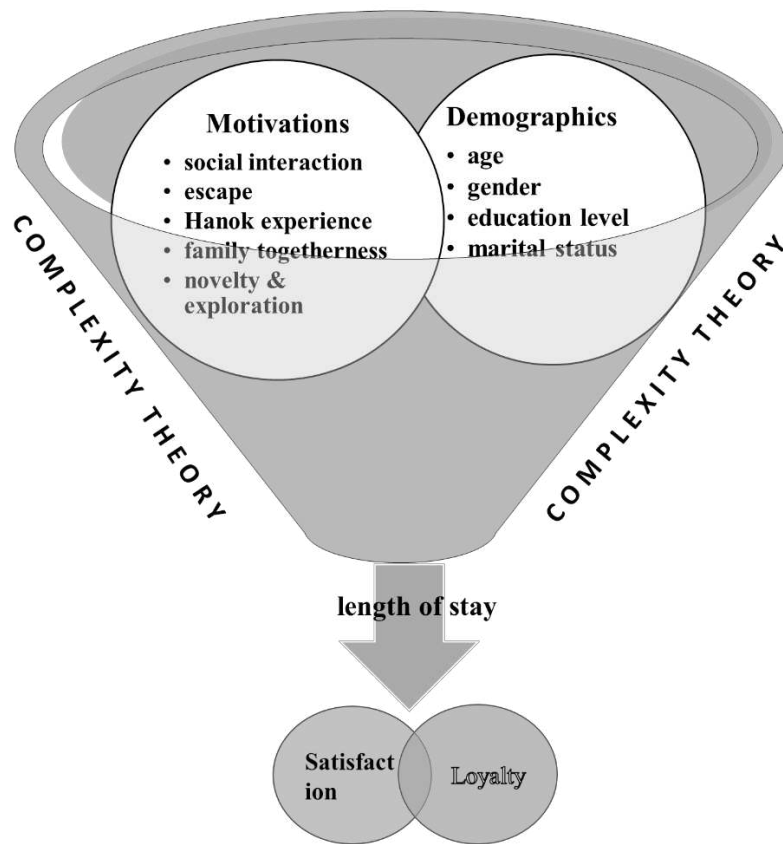 Motivations
• social interaction
• escape
• Hanok experience
• family togetherness
• novelty &
exploration
Demographics
• age
• gender
• education level
• marital status
COMPLEXITY THEORY
COMPLEXITY THEORY
length of stay
Satisfact
ion
Loyalty